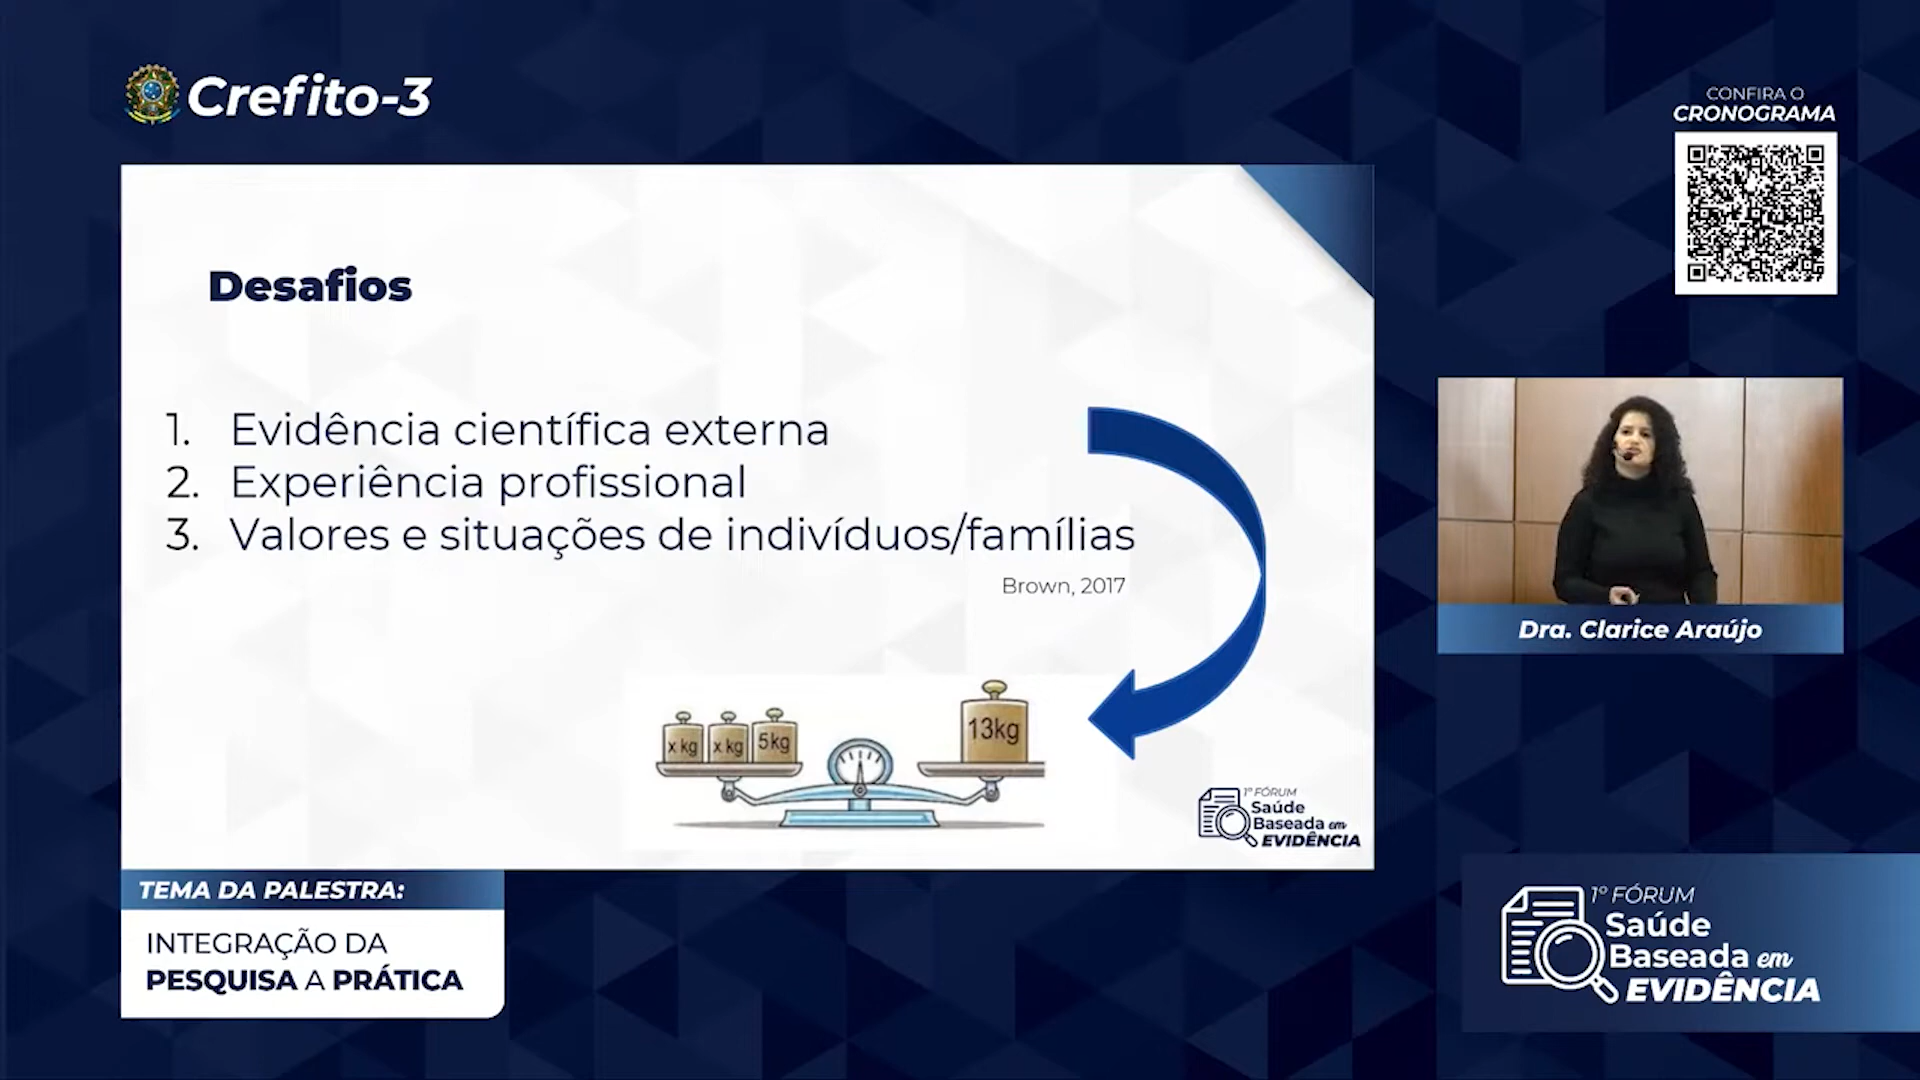 Crefito-3
CONFIRA O
CRONOGRAMA
Desafios
1. Evidência científica externa
2. Experiência profissional
3. Valores e situações de indivíduos/famílias
Brown, 2017
x kg
x kg
5kg
13kg
1º FÓRUM
Saúde
Baseada em
EVIDÊNCIA
Dra. Clarice Araújo
TEMA DA PALESTRA:
INTEGRAÇÃO DA
PESQUISA A PRÁTICA
1º FÓRUM
Saúde
Baseada em
EVIDÊNCIA